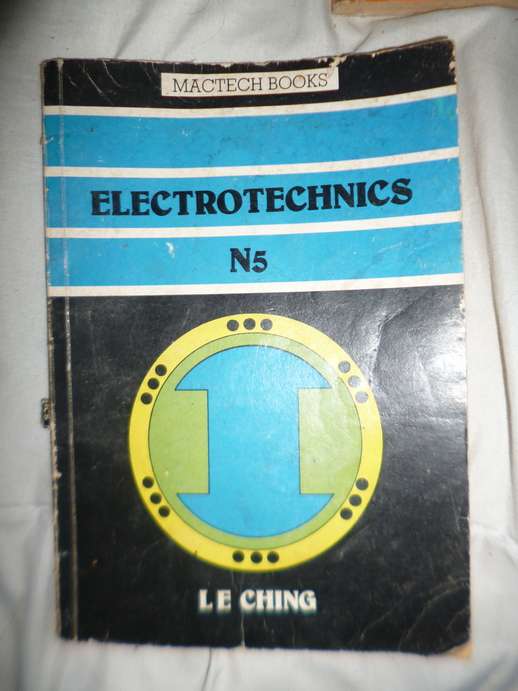 MACTECH BOOKS
ELECTROTECHNICS
N5
L E CHING